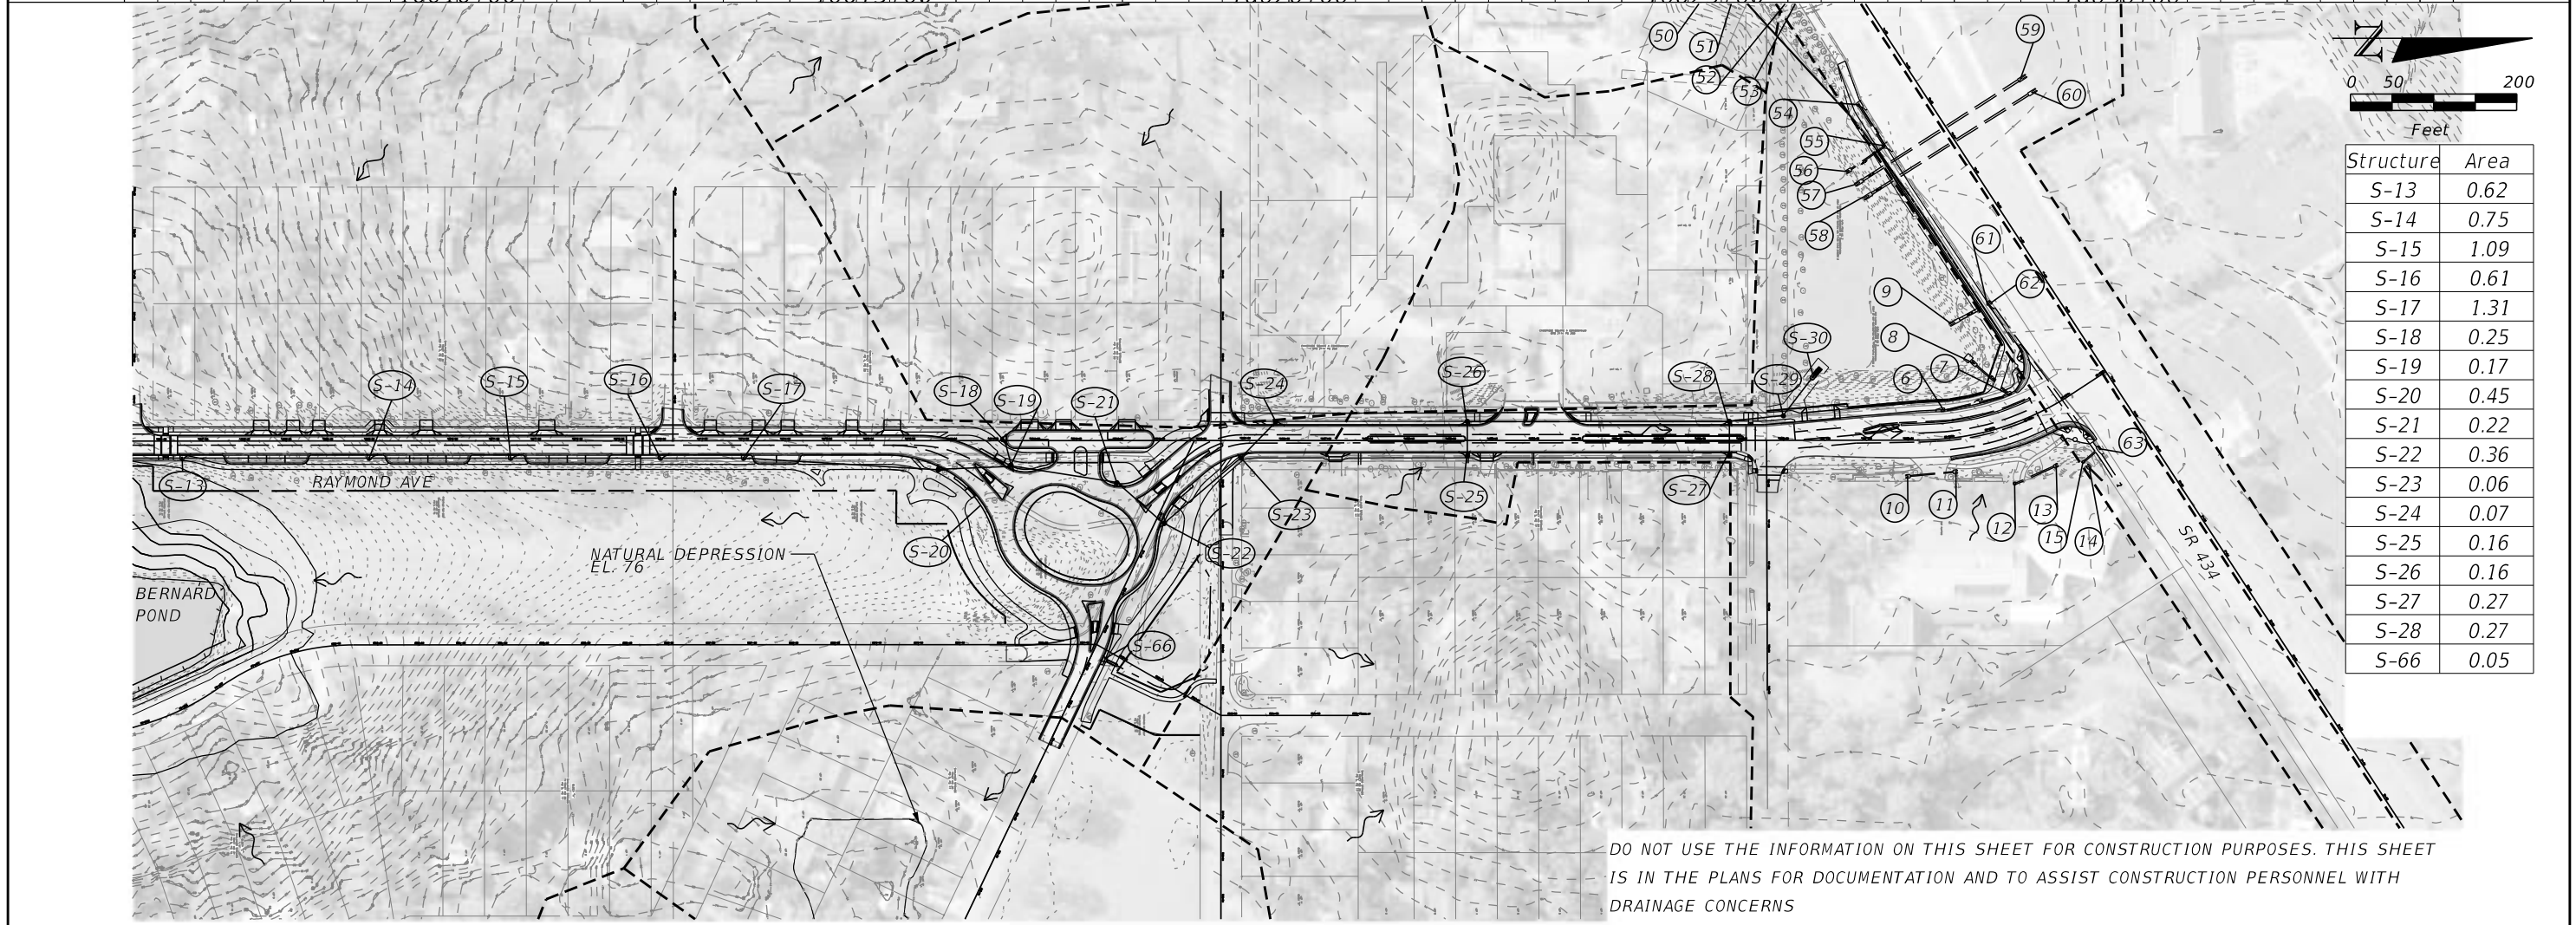 50
51
52
53
54
55
56
57
58
59
60
61
62
9
8
7
6
N
0 50 200
Feet
Structure Area
S-13 0.62
S-14 0.75
S-15 1.09
S-16 0.61
S-17 1.31
S-18 0.25
S-19 0.17
S-20 0.45
S-21 0.22
S-22 0.36
S-23 0.06
S-24 0.07
S-25 0.16
S-26 0.16
S-27 0.27
S-28 0.27
S-66 0.05
S-14
S-15
S-16
S-17
S-18
S-19
S-21
S-24
S-26
S-28
S-29
S-30
S-13
RAYMOND AVE
S-20
S-22
S-23
S-25
S-27
10
11
12
13
15
14
63
SR 434
NATURAL DEPRESSION
EL. 76
BERNARD
POND
S-66
DO NOT USE THE INFORMATION ON THIS SHEET FOR CONSTRUCTION PURPOSES. THIS SHEET
IS IN THE PLANS FOR DOCUMENTATION AND TO ASSIST CONSTRUCTION PERSONNEL WITH
DRAINAGE CONCERNS